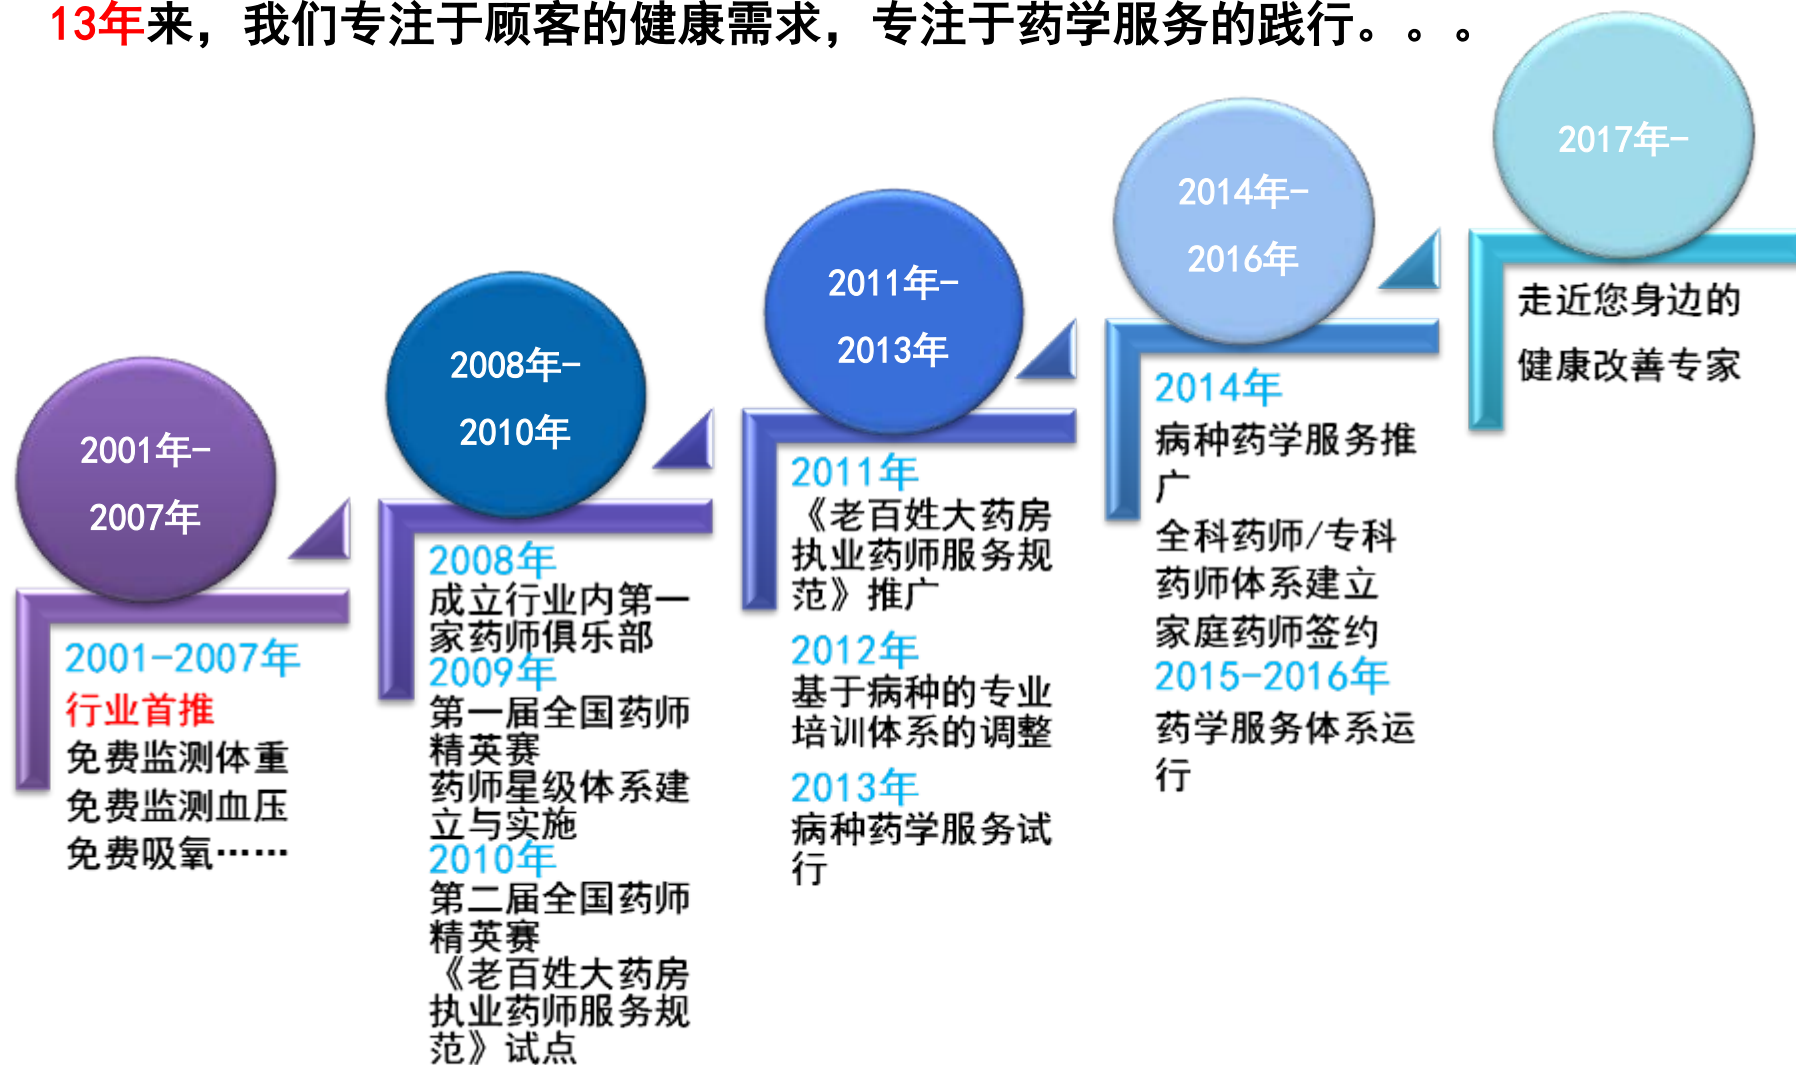 13年来，我们专注于顾客的健康需求，专注于药学服务的践行。。。
2001年-
2007年
2001-2007年
行业首推
免费监测体重
免费监测血压
免费吸氧……
2008年-
2010年
2008年
成立行业内第一
家药师俱乐部
2009年
第一届全国药师
精英赛
药师星级体系建
立与实施
2010年
第二届全国药师
精英赛
《老百姓大药房
执业药师服务规
范》试点
2011年-
2013年
2011年
《老百姓大药房
执业药师服务规
范》推广
2012年
基于病种的专业
培训体系的调整
2013年
病种药学服务试
行
2014年-
2016年
2014年
病种药学服务推
广
全科药师/专科
药师体系建立
家庭药师签约
2015-2016年
药学服务体系运
行
2017年-
走近您身边的
健康改善专家